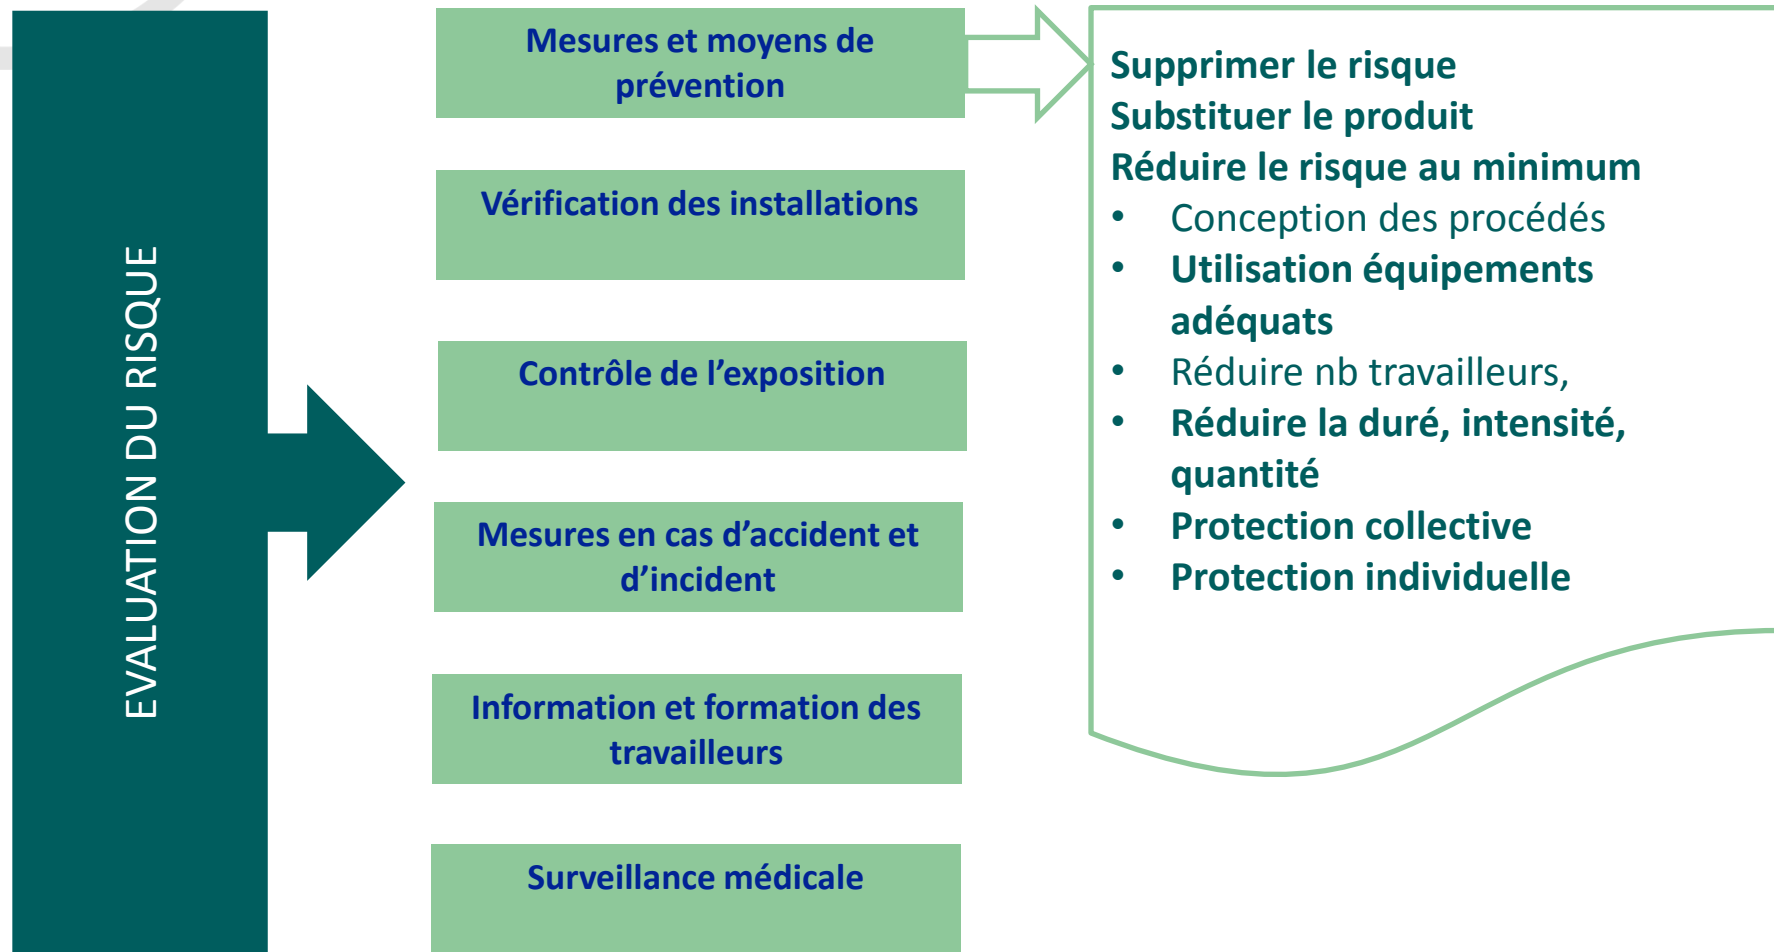 EVALUATION DU RISQUE
Mesures et moyens de
prévention
Vérification des installations
Contrôle de l’exposition
Mesures en cas d’accident et
d’incident
Information et formation des
travailleurs
Surveillance médicale
Supprimer le risque
Substituer le produit
Réduire le risque au minimum
• Conception des procédés
• Utilisation équipements
adéquats
• Réduire nb travailleurs,
• Réduire la duré, intensité,
quantité
• Protection collective
• Protection individuelle